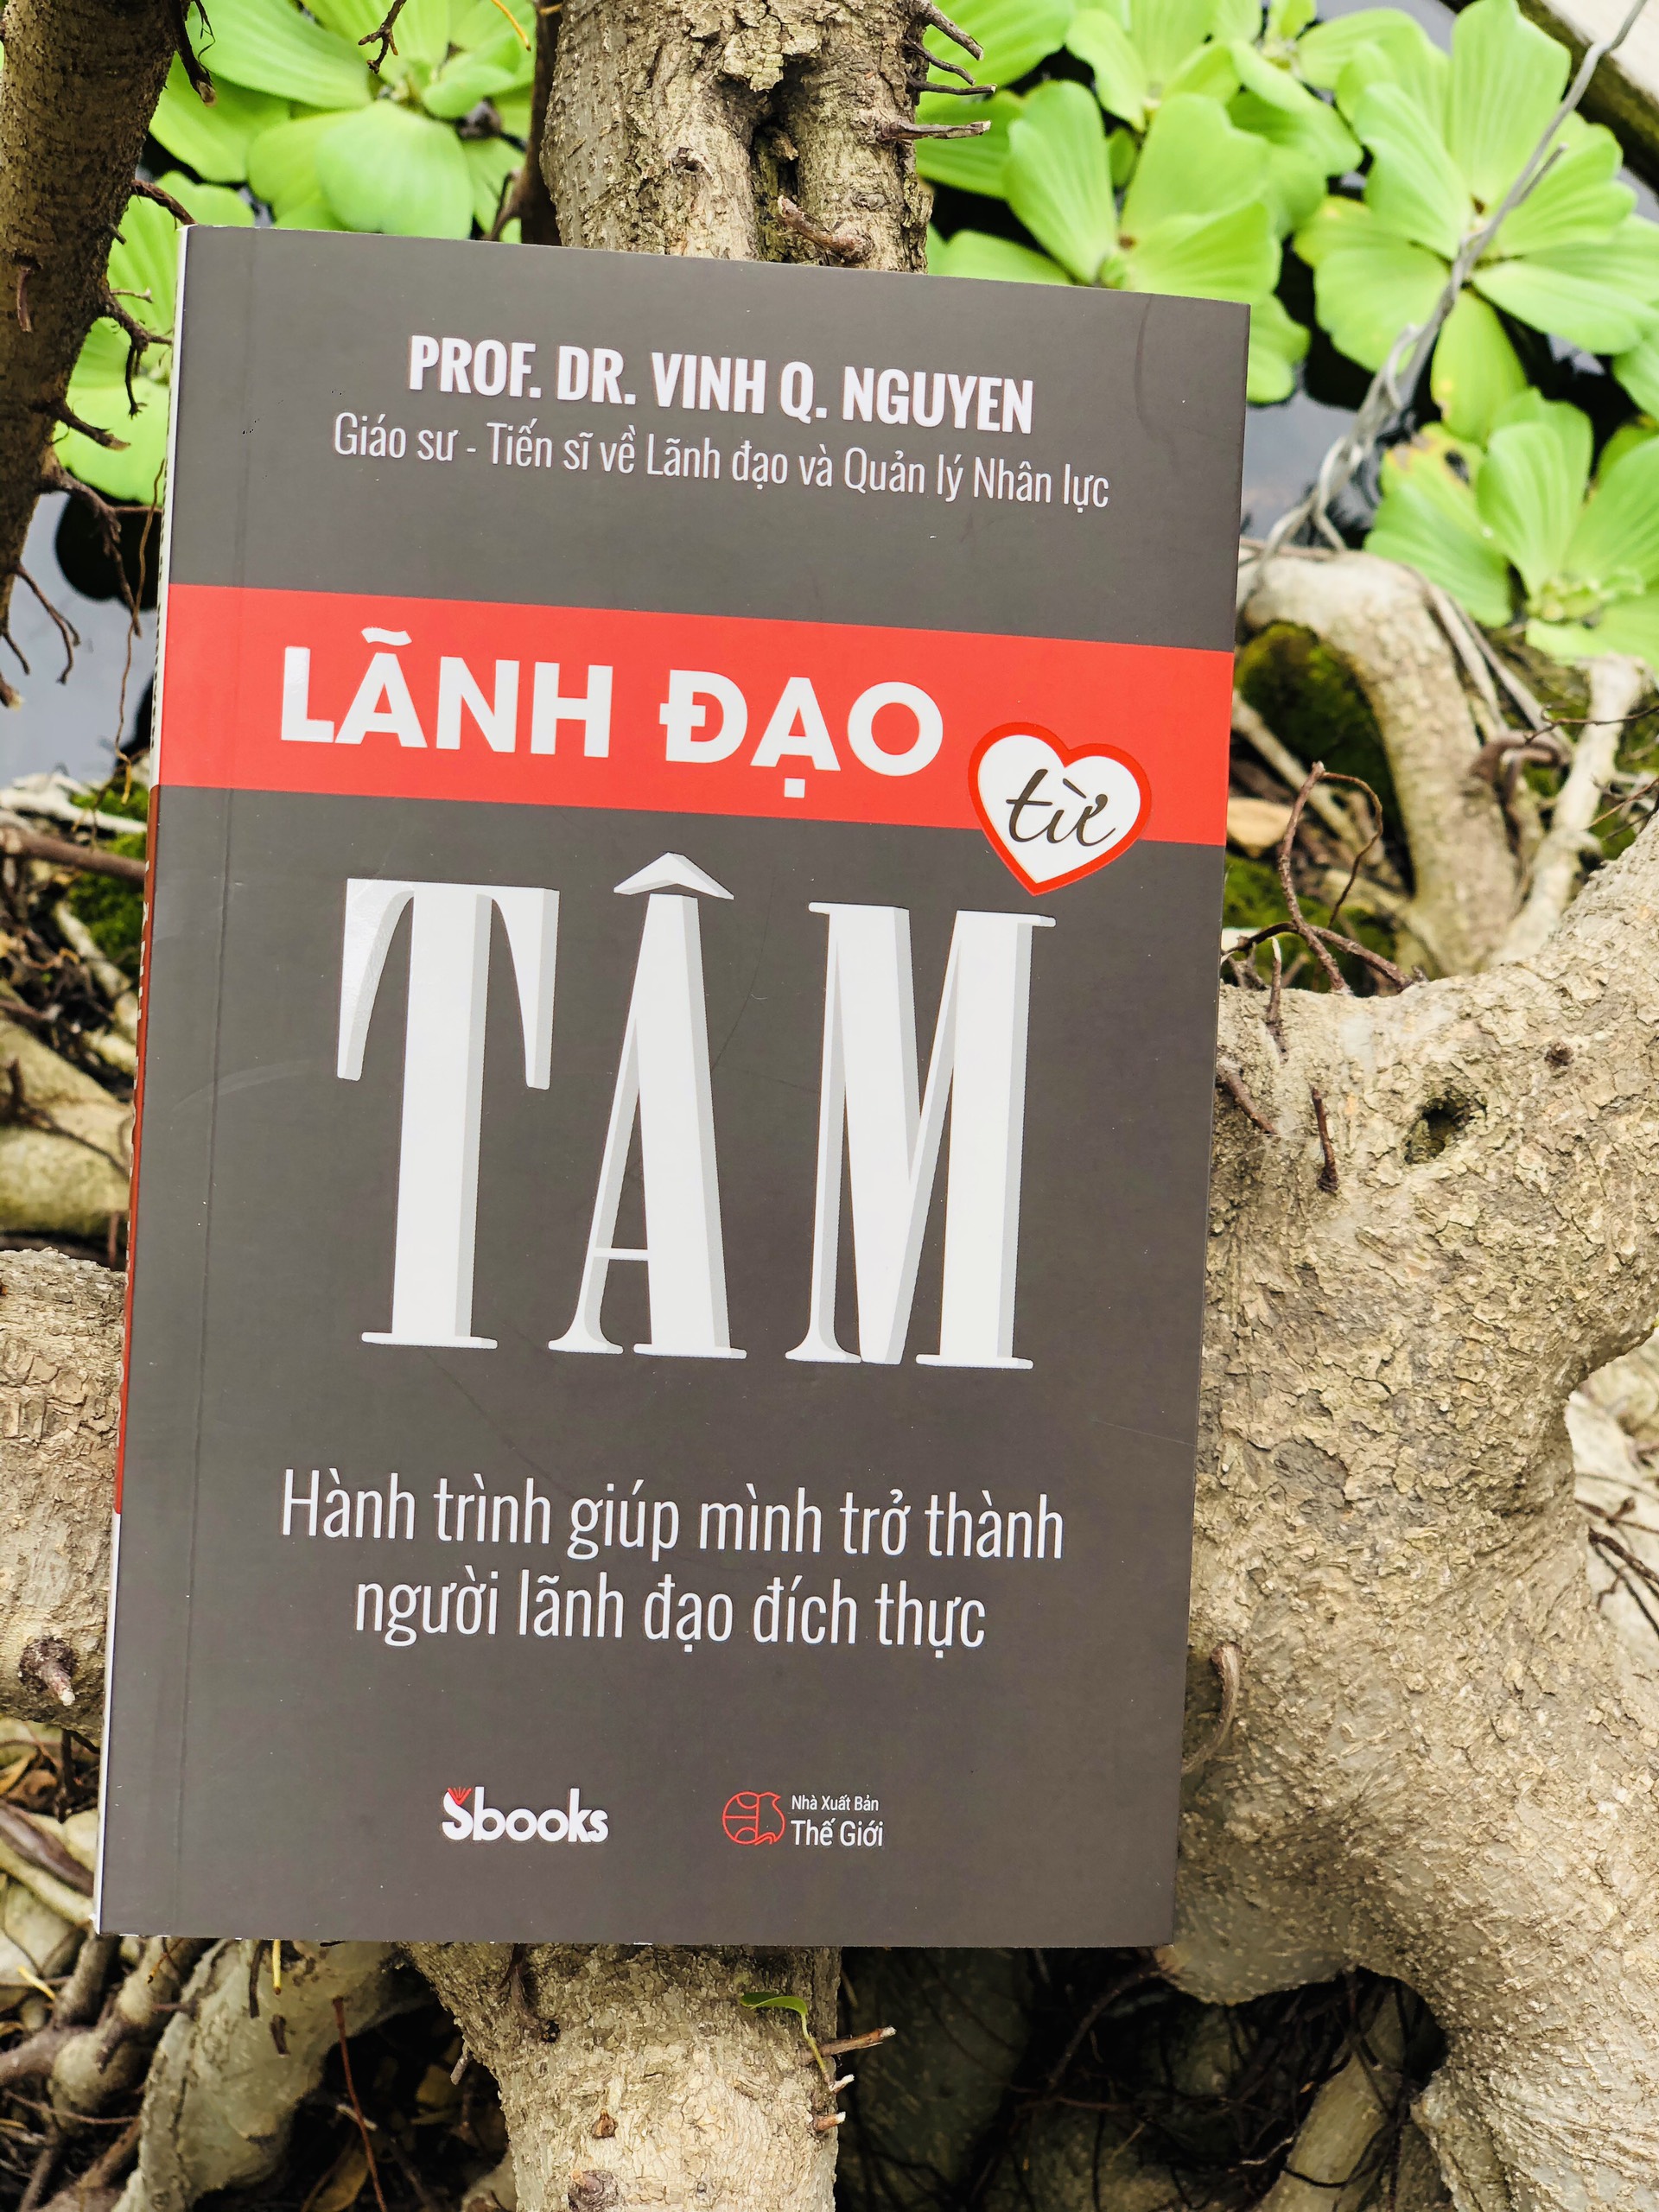 PROF. DR. VINH Q. NGUYEN
Giáo sư - Tiến sĩ về Lãnh đạo và Quản lý Nhân lực
LÃNH ĐẠO
từ
TÂM
Hành trình giúp mình trở thành
người lãnh đạo đích thực
Sbooks
Nhà Xuất Bản
Thế Giới